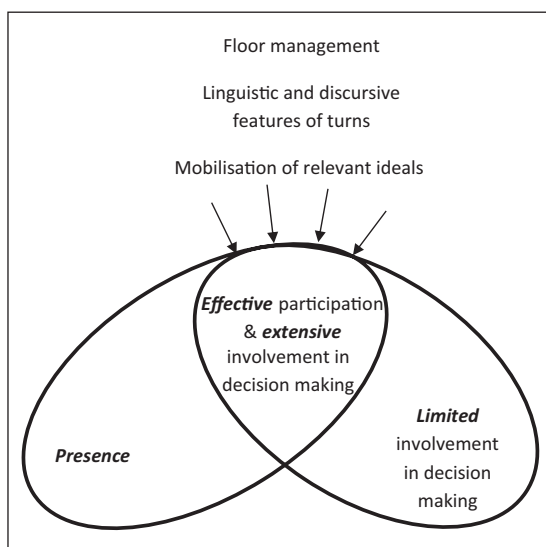 Floor management
Linguistic and discursive
features of turns
Mobilisation of relevant ideals
Effective participation
& extensive
involvement in
decision making
Presence
Limited
involvement
in decision
making